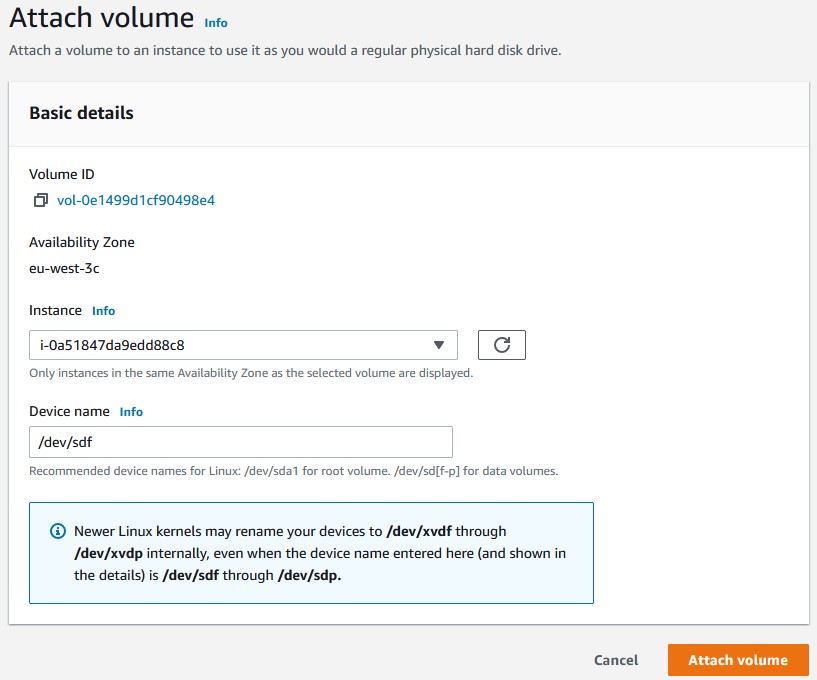 Attach volume Info
Attach a volume to an instance to use it as you would a regular physical hard disk drive.
Basic details
Volume ID
vol-0e1499d1cf90498e4
Availability Zone
eu-west-3c
Instance Info
i-0a51847da9edd88c8
Only instances in the same Availability Zone as the selected volume are displayed.
Device name Info
/dev/sdf
Recommended device names for Linux: /dev/sda1 for root volume. /dev/sd[f-p] for data volumes.
Newer Linux kernels may rename your devices to /dev/xvdf through
/dev/xvdp internally, even when the device name entered here (and shown in
the details) is /dev/sdf through /dev/sdp.
Cancel Attach volume